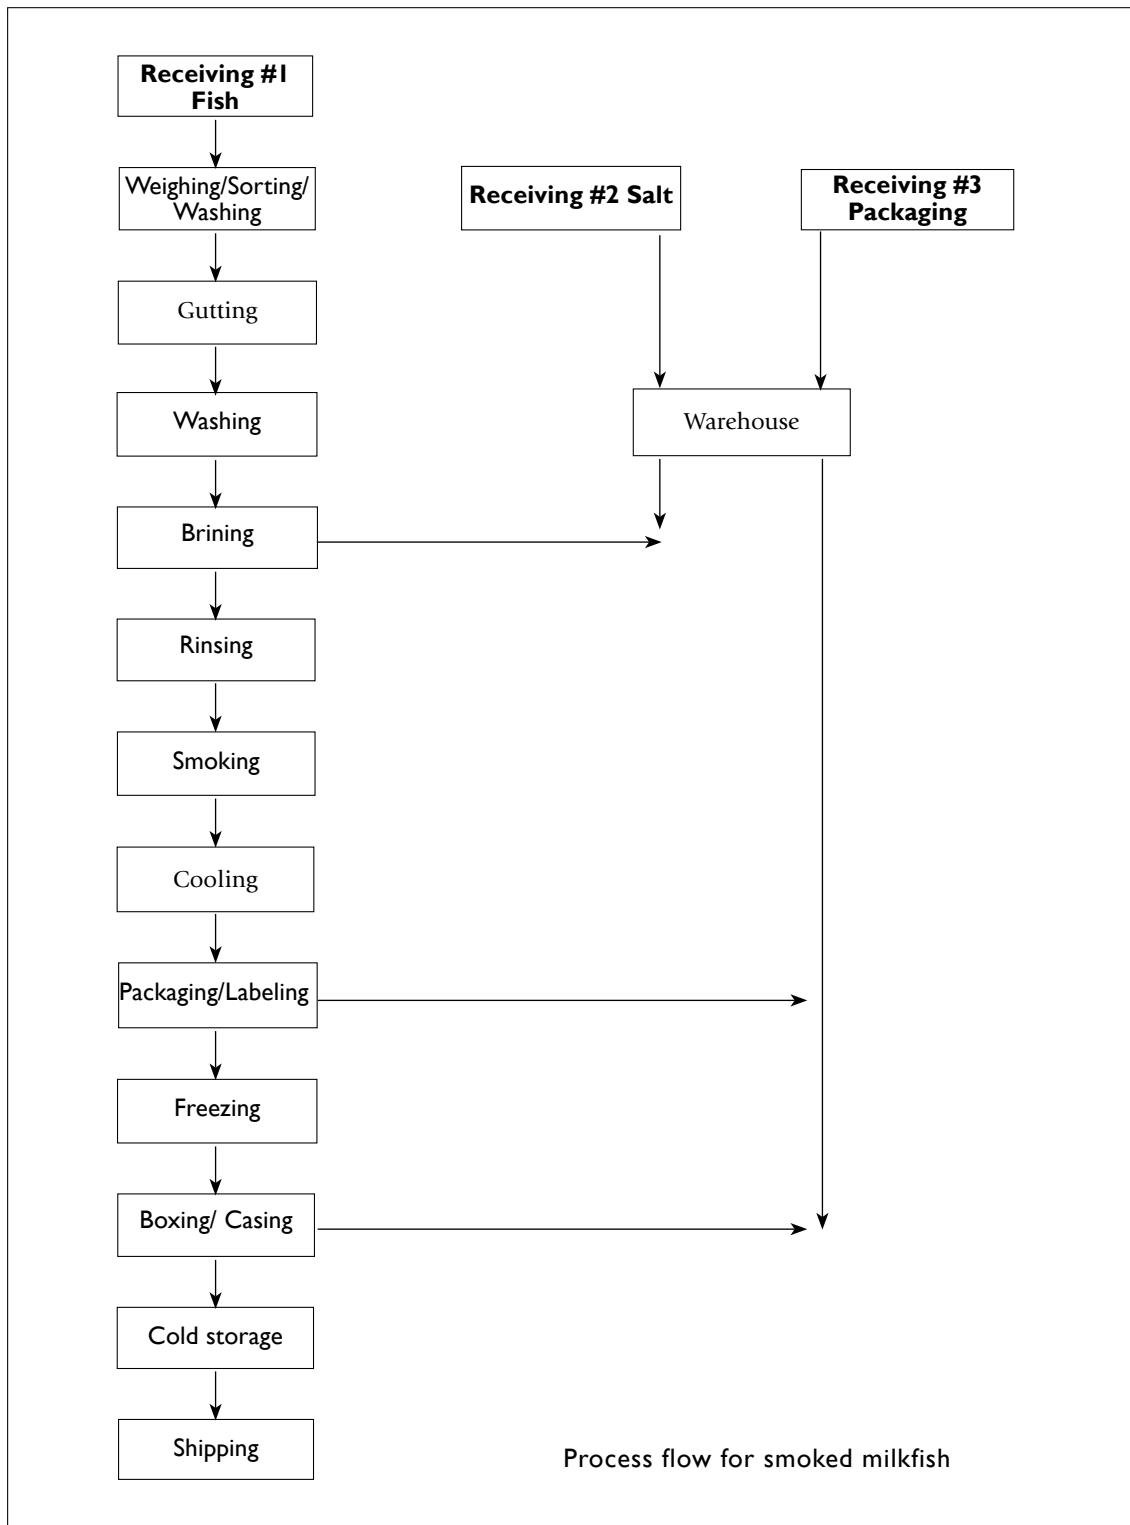 Receiving #1
Fish
Weighing/Sorting/
Washing
Receiving #2 Salt
Receiving #3
Packaging
Gutting
Washing
Warehouse
Brining
Rinsing
Smoking
Cooling
Packaging/Labeling
Freezing
Boxing/ Casing
Cold storage
Shipping
Process flow for smoked milkfish